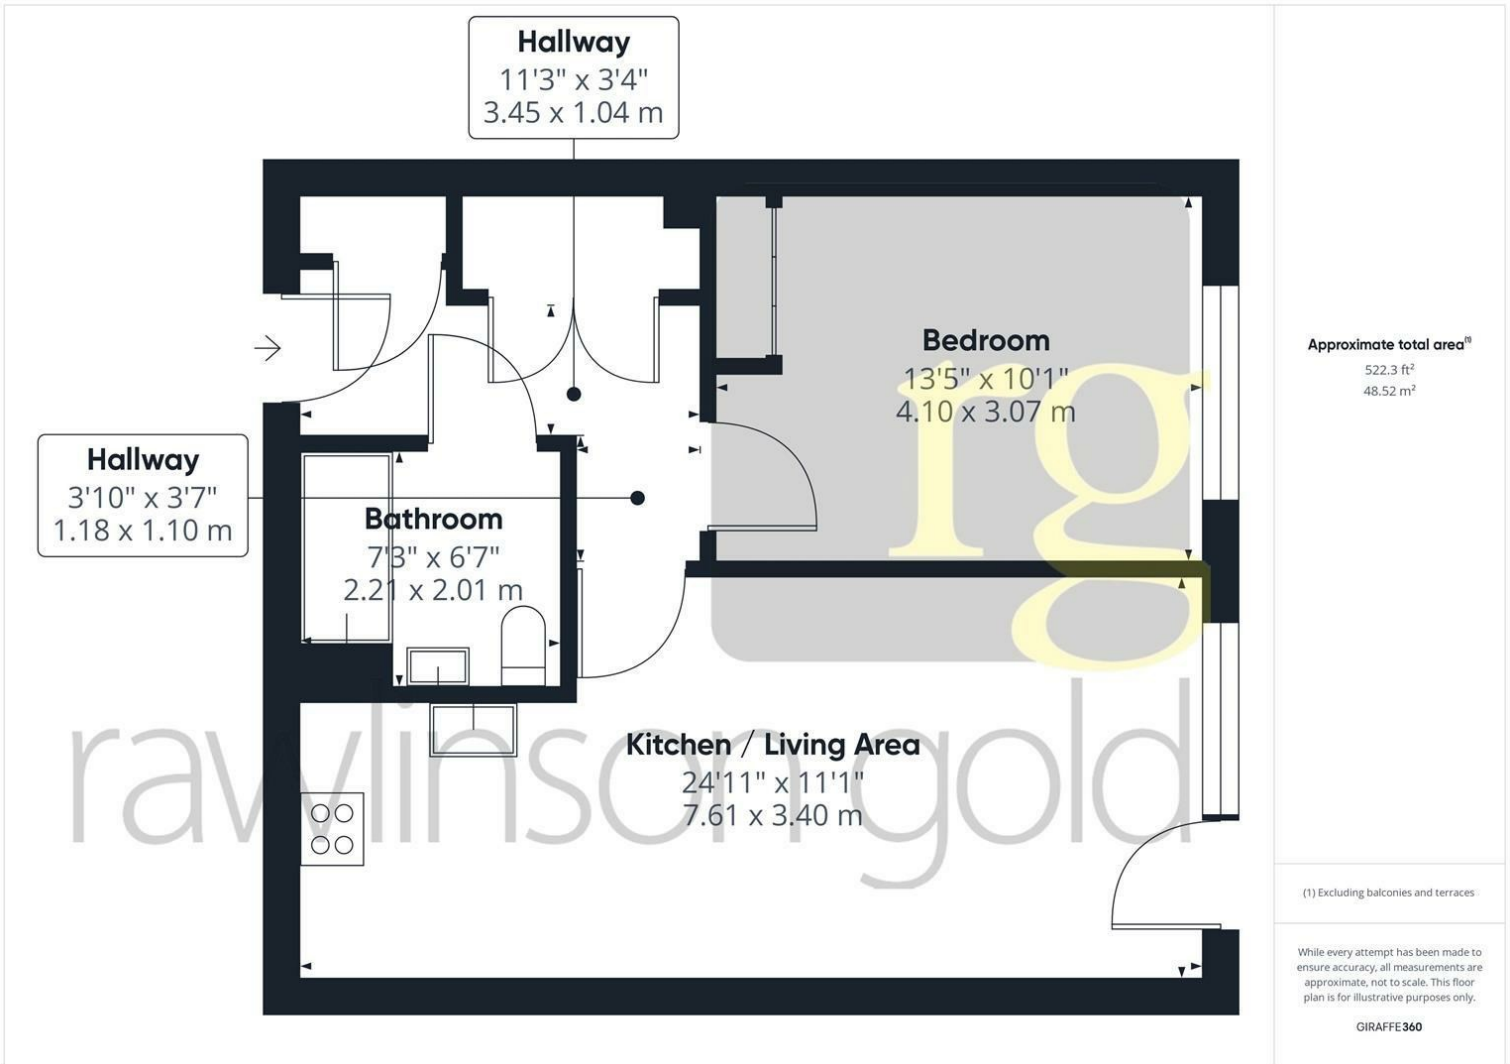 Hallway
11'3" x 3'4"
3.45 x 1.04 m
Bedroom
13'5" x 10'1"
4.10 x 3.07 m
Hallway
3'10" x 3'7"
1.18 x 1.10 m
Bathroom
7'3" x 6'7"
2.21 x 2.01 m
Kitchen / Living Area
24'11" x 11'1"
7.61 x 3.40 m
rg
rawlinson gold
Approximate total area(1)
522.3 ft²
48.52 m²
(1) Excluding balconies and terraces
While every attempt has been made to
ensure accuracy, all measurements are
approximate, not to scale. This floor
plan is for illustrative purposes only.
GIRAFFE360